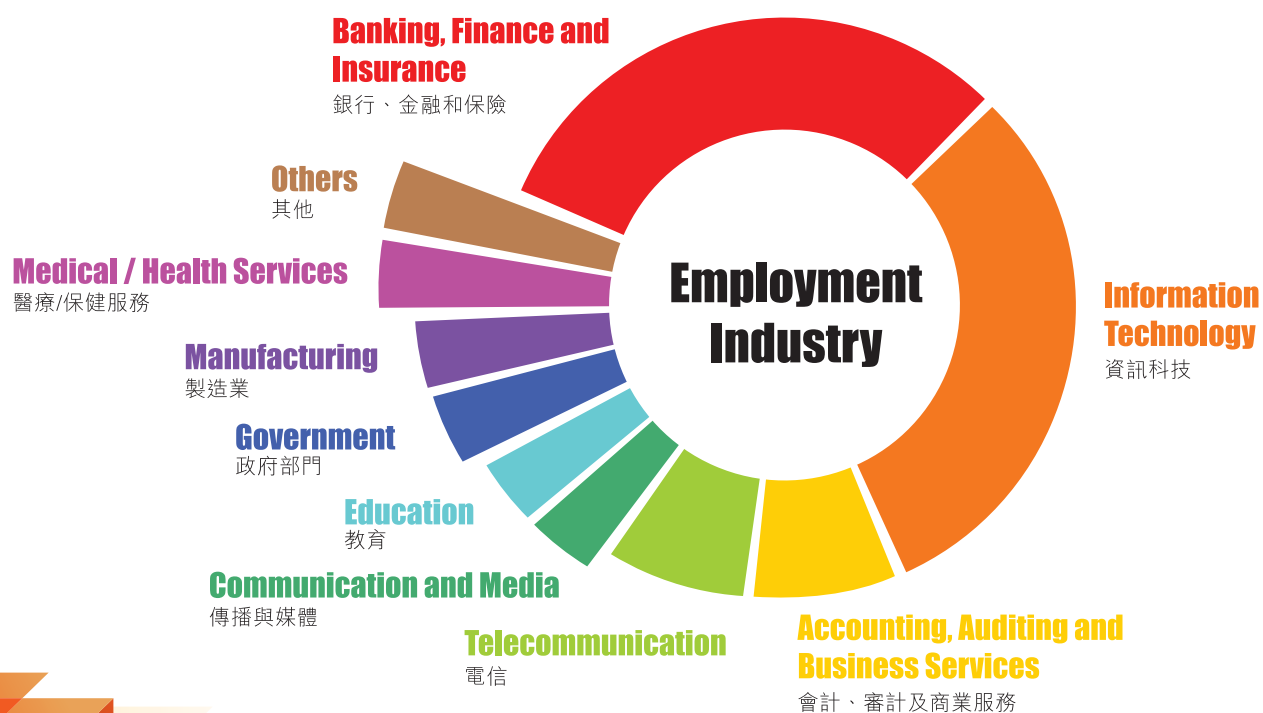 Banking, Finance and
Insurance
銀行、金融和保險
Others
其他
Medical / Health Services
醫療/保健服務
Manufacturing
製造業
Government
政府部門
Education
教育
Communication and Media
傳播與媒體
Telecommunication
電信
Accounting, Auditing and
Business Services
會計、審計及商業服務
Information
Technology
資訊科技
Employment
Industry